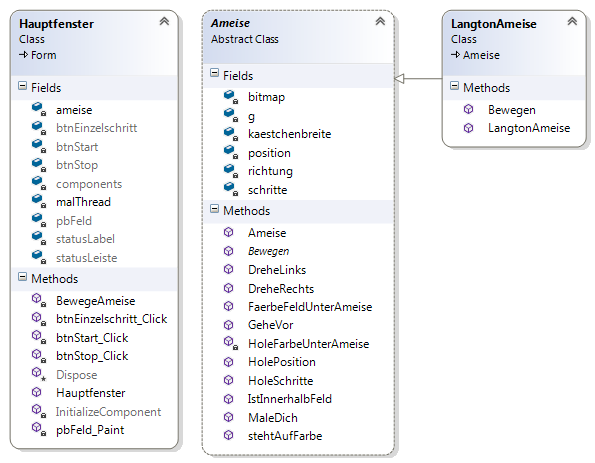 Hauptfenster
Class
Form
Fields
ameise
btnEinzelschritt
btnStart
btnStop
components
malThread
pbFeld
statusLabel
statusLeiste
Methods
BewegeAmeise
btnEinzelschritt_Click
btnStart_Click
btnStop_Click
Dispose
Hauptfenster
InitializeComponent
pbFeld_Paint
Ameise
Abstract Class
Fields
bitmap
g
kaestchenbreite
position
richtung
schritte
Methods
Ameise
Bewegen
DreheLinks
DreheRechts
FaerbeFeldUnterAmeise
GeheVor
HoleFarbeUnterAmeise
HolePosition
HoleSchritte
IstInnerhalbFeld
MaleDich
stehtAufFarbe
LangtonAmeise
Class
Ameise
Methods
Bewegen
LangtonAmeise